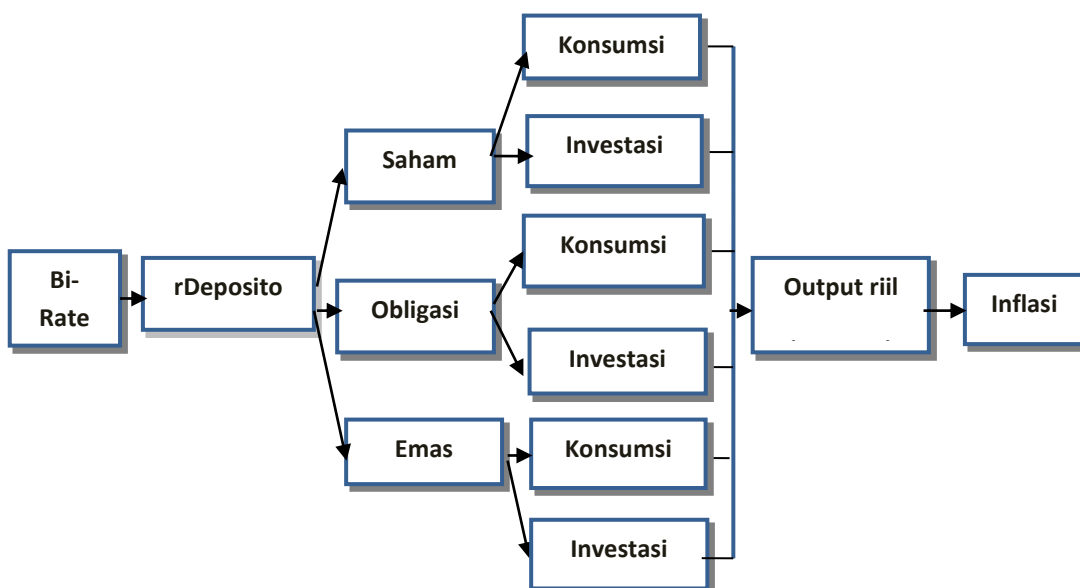 Konsumsi
Saham
Investasi
Bi-
Rate
rDeposito
Obligasi
Konsumsi
Investasi
Emas
Konsumsi
Investasi
Output riil
Inflasi